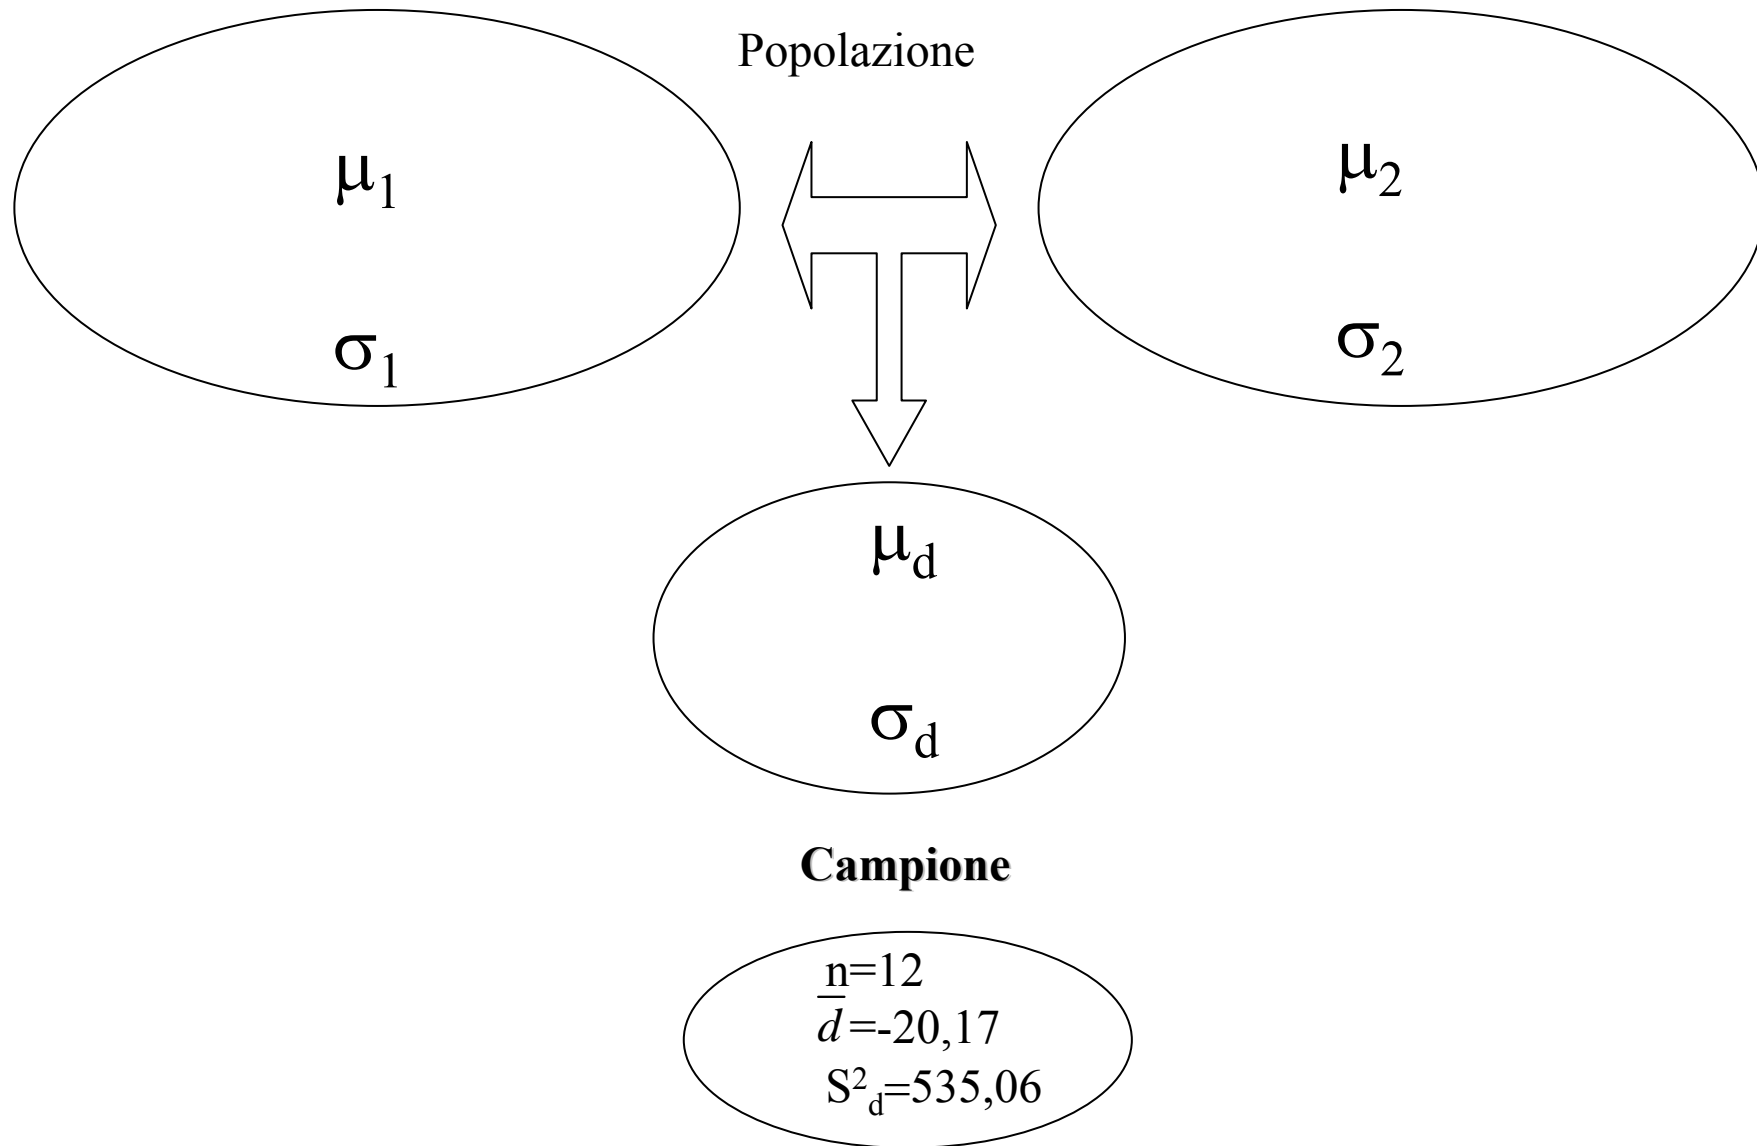 Popolazione
μ1
μ2
σ1
σ2
μd
σd
Campione
n=12
d̅=-20,17
S²d=535,06